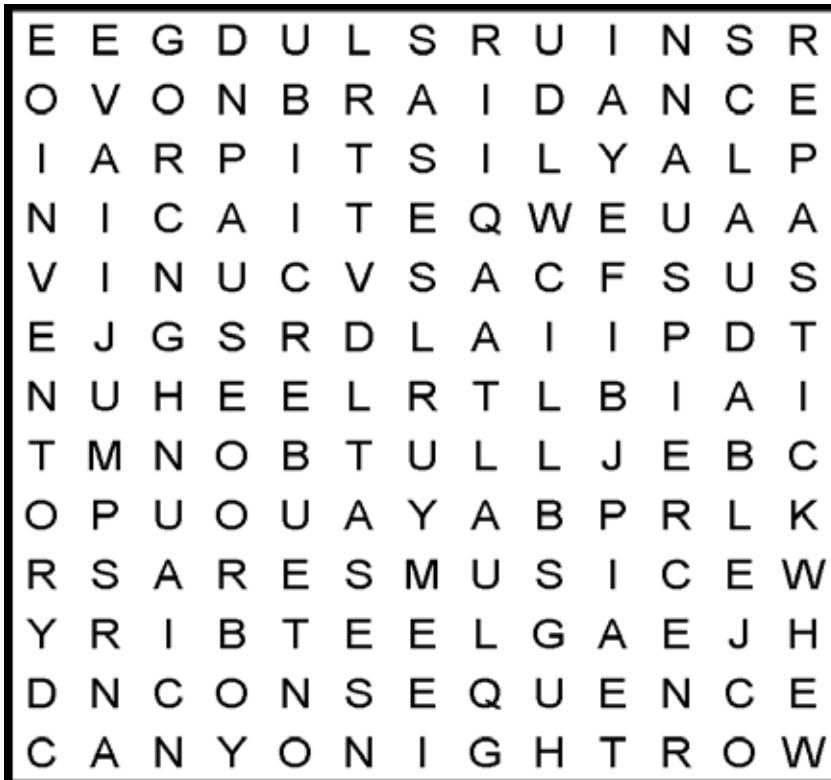 E E G D U L S R U I N S R
O V O N B R A I D A N C E
I A R P I T S I L Y A L P
N I C A I T E Q W E U A A
V I N U C V S A C F S U S
E J G S R D L A I I P D T
N U H E E L R T L B I A I
T M N O B T U L L J E B C
O P U O U A Y A B P R L K
R S A R E S M U S I C E W
Y R I B T E E L G A E J H
D N C O N S E Q U E N C E
C A N Y O N I G H T R O W